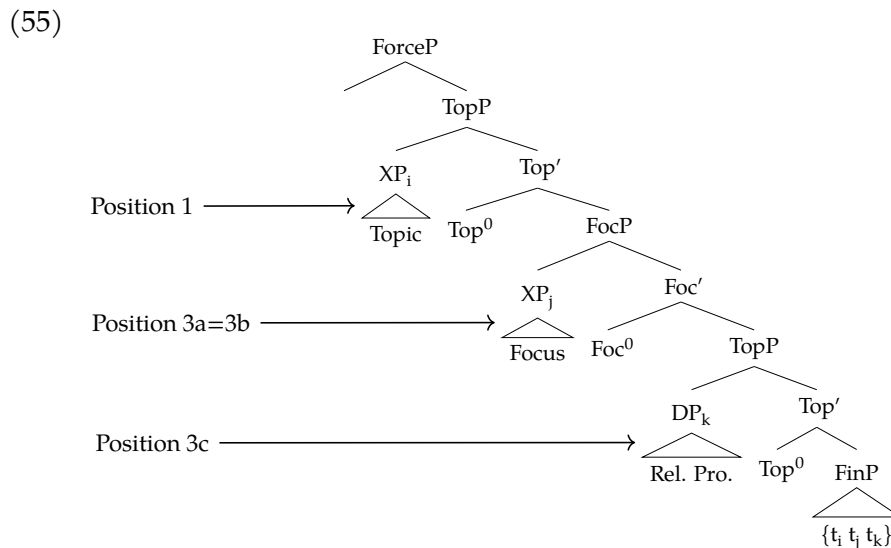 (55)
ForceP
TopP
XPᵢ Top′
Position 1 Topic Top⁰ FocP
XPⱼ Foc′
Position 3a=3b Focus Foc⁰ TopP
DPₖ Top′
Position 3c Rel. Pro. Top⁰ FinP
{tᵢ tⱼ tₖ}